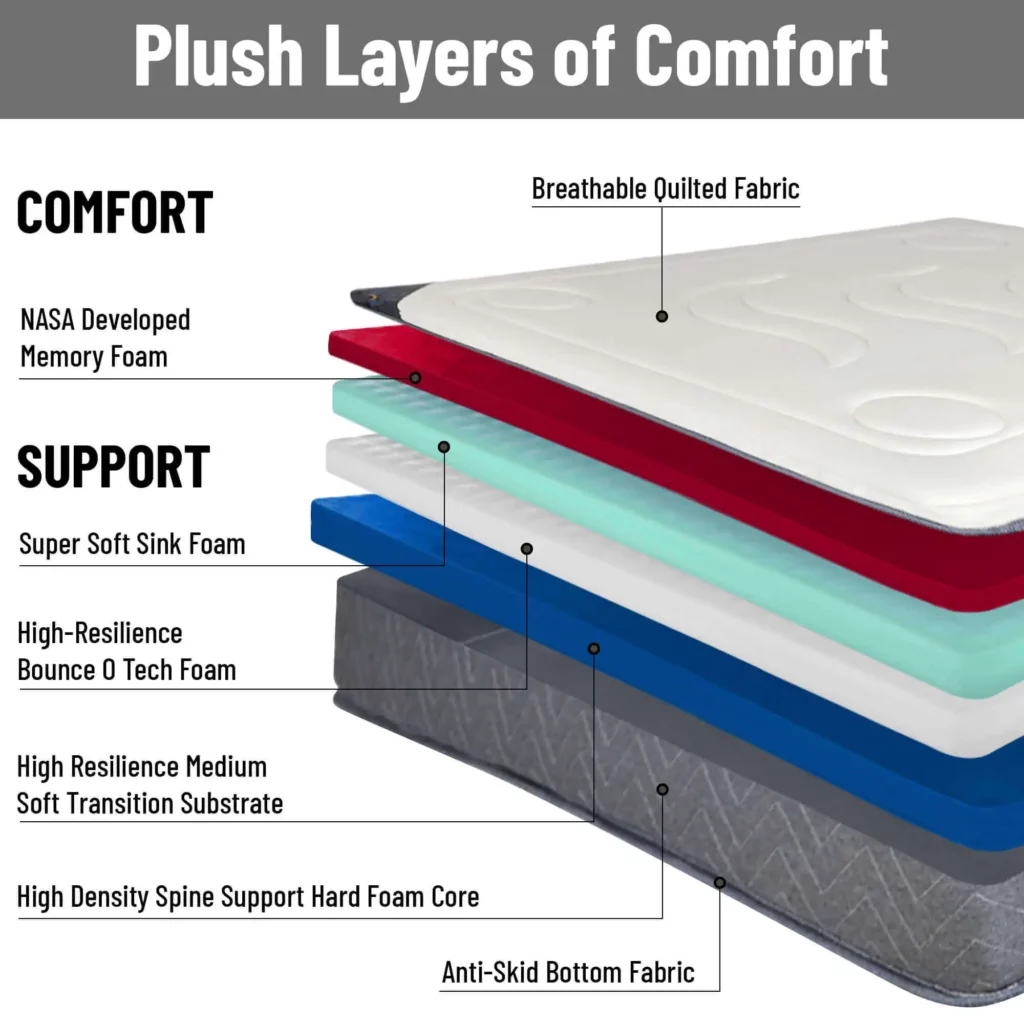 Plush Layers of Comfort
COMFORT
Breathable Quilted Fabric
NASA Developed
Memory Foam
SUPPORT
Super Soft Sink Foam
High-Resilience
Bounce O Tech Foam
High Resilience Medium
Soft Transition Substrate
High Density Spine Support Hard Foam Core
Anti-Skid Bottom Fabric